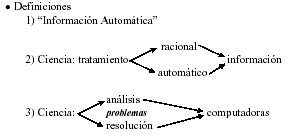 • Definiciones
1) “Información Automática”
racional
2) Ciencia: tratamiento información
automático
análisis
3) Ciencia: problemas computadoras
resolución